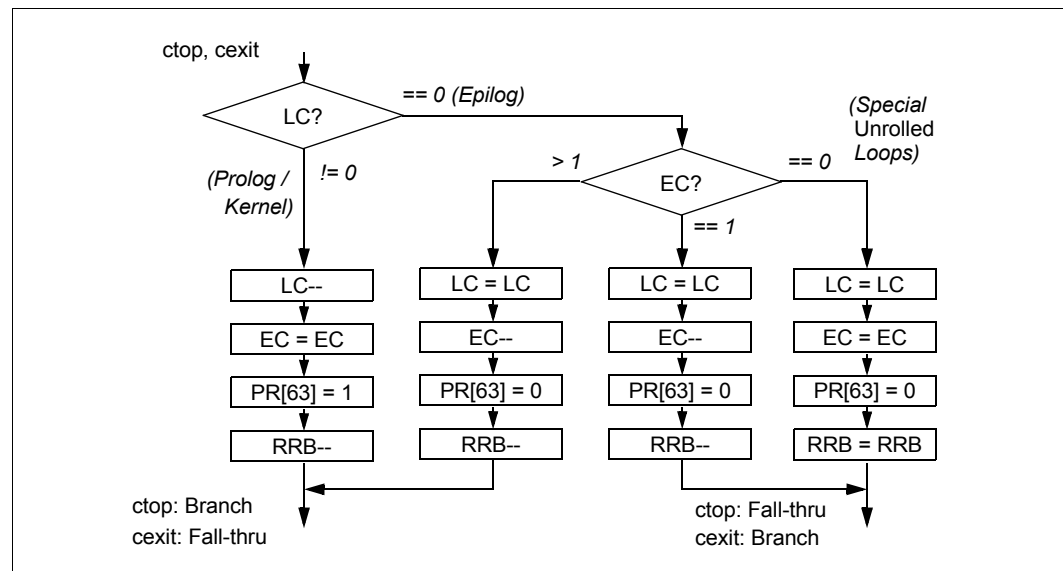 ctop, cexit
LC?
== 0 (Epilog)
(Special
Unrolled
Loops)
(Prolog /
Kernel)
!= 0
> 1
EC?
== 0
== 1
LC--
LC = LC
LC = LC
LC = LC
EC = EC
EC--
EC--
EC = EC
PR[63] = 1
PR[63] = 0
PR[63] = 0
PR[63] = 0
RRB--
RRB--
RRB--
RRB = RRB
ctop: Branch
cexit: Fall-thru
ctop: Fall-thru
cexit: Branch